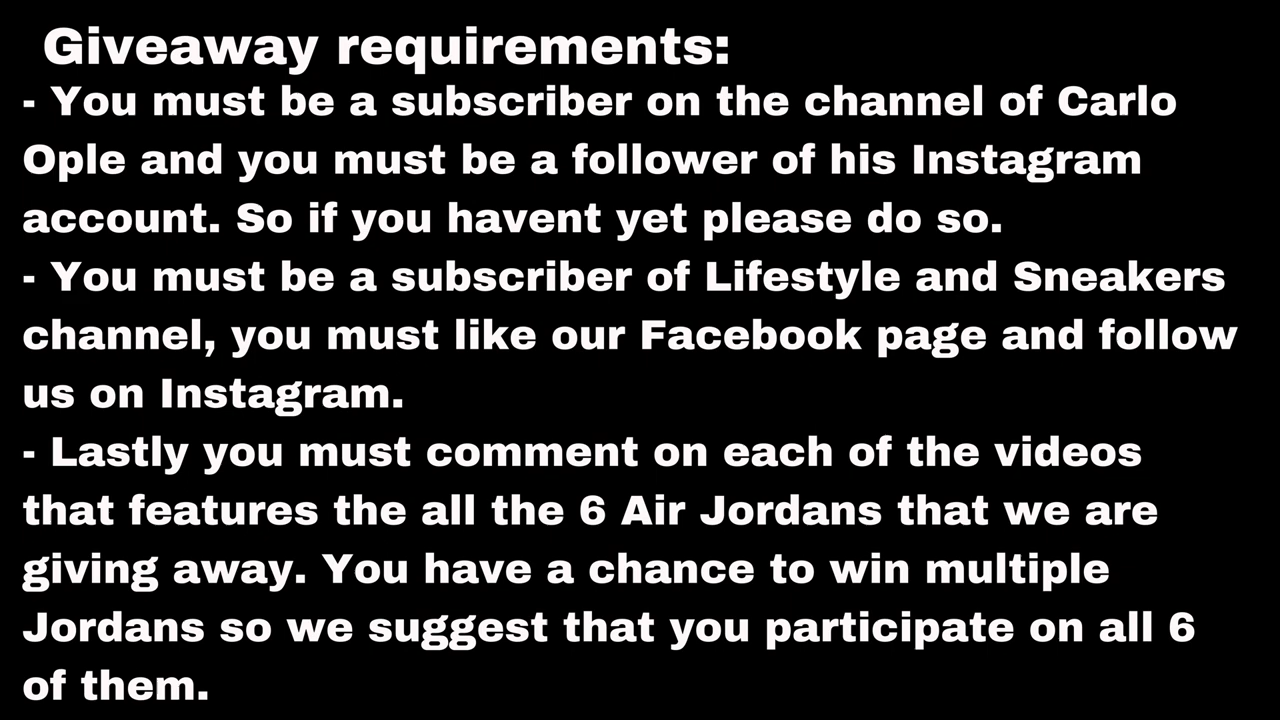 Giveaway requirements:
- You must be a subscriber on the channel of Carlo
Ople and you must be a follower of his Instagram
account. So if you havent yet please do so.
- You must be a subscriber of Lifestyle and Sneakers
channel, you must like our Facebook page and follow
us on Instagram.
- Lastly you must comment on each of the videos
that features the all the 6 Air Jordans that we are
giving away. You have a chance to win multiple
Jordans so we suggest that you participate on all 6
of them.